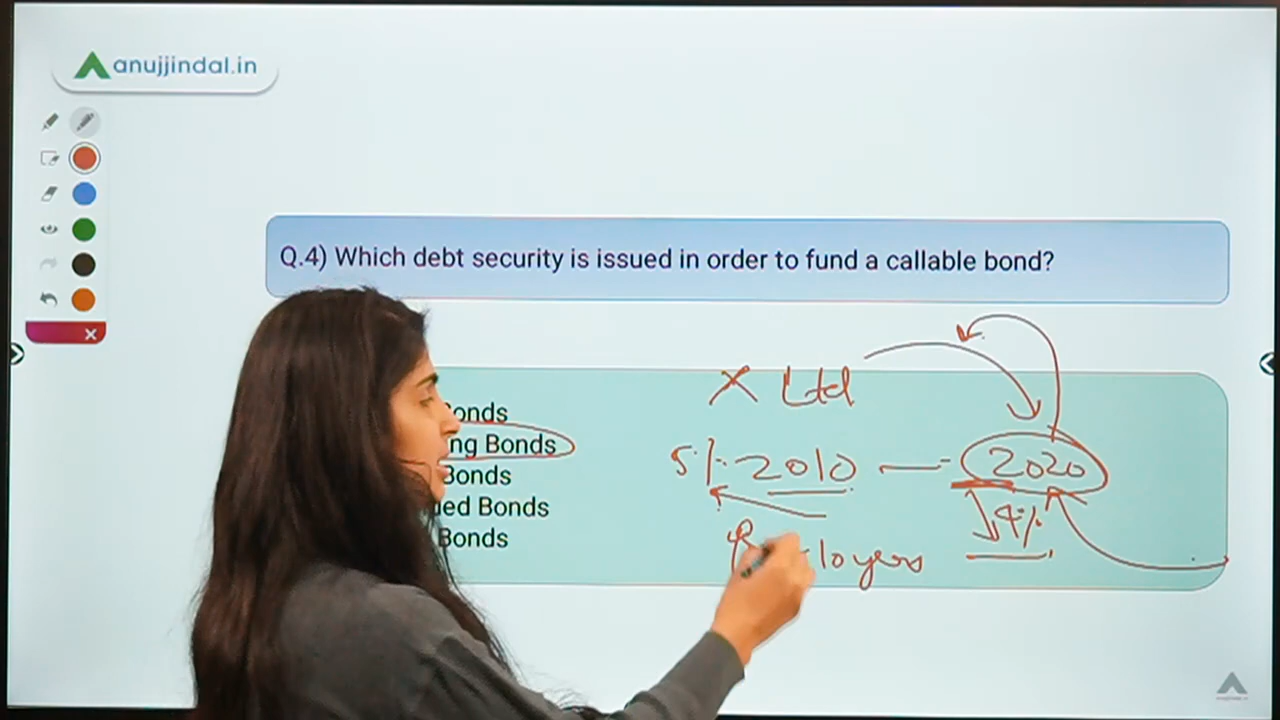 anujjindal.in
Q.4) Which debt security is issued in order to fund a callable bond?
X Ltd
Bonds
ng Bonds
5% 2010 — 2020
Bonds
ed Bonds
4%
Bonds
10 years